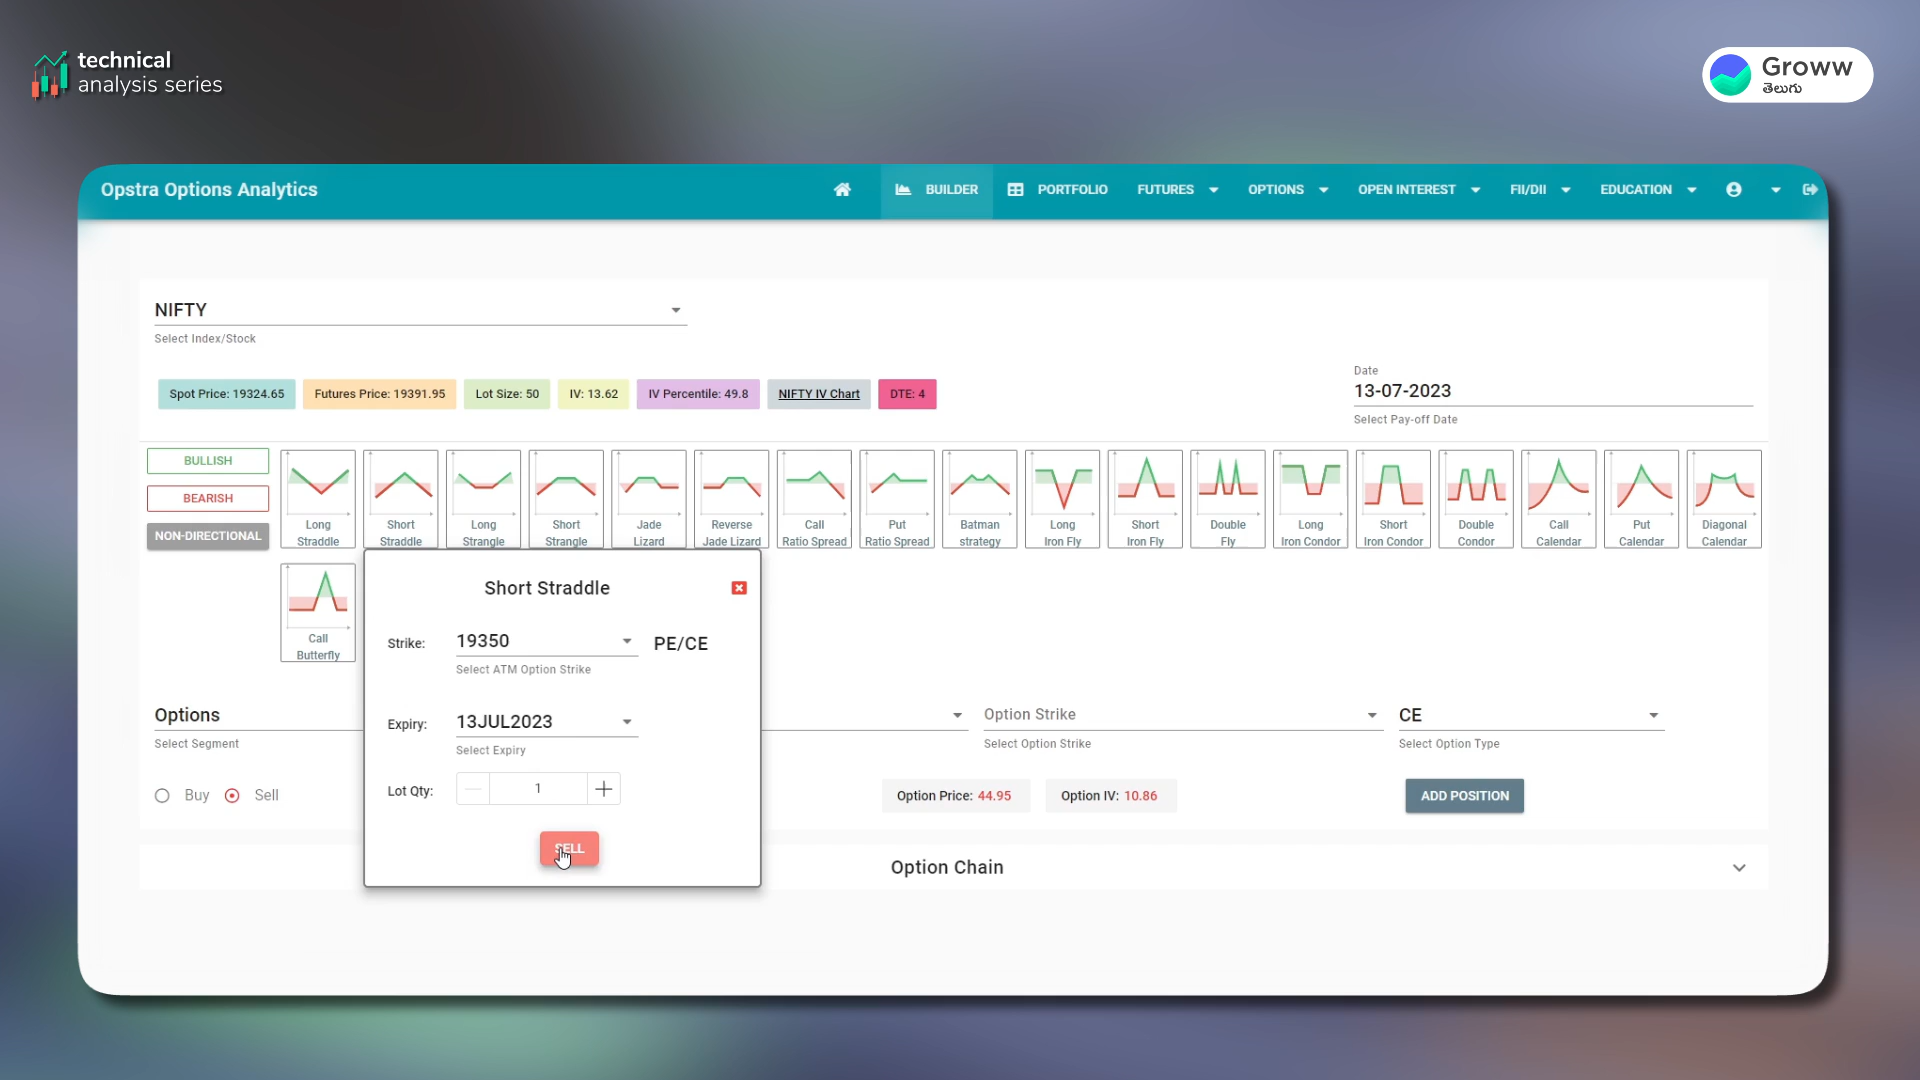 technical
analysis series
Groww
తెలుగు
Opstra Options Analytics
BUILDER
PORTFOLIO
FUTURES
OPTIONS
OPEN INTEREST
FII/DII
EDUCATION
NIFTY
Select Index/Stock
Spot Price: 19324.65
Futures Price: 19391.95
Lot Size: 50
IV: 13.62
IV Percentile: 49.8
NIFTY IV Chart
DTE: 4
Date
13-07-2023
Select Pay-off Date
BULLISH
BEARISH
NON-DIRECTIONAL
Long
Straddle
Short
Straddle
Long
Strangle
Short
Strangle
Jade
Lizard
Reverse
Jade Lizard
Call
Ratio Spread
Put
Ratio Spread
Batman
strategy
Long
Iron Fly
Short
Iron Fly
Double
Fly
Long
Iron Condor
Short
Iron Condor
Double
Condor
Call
Calendar
Put
Calendar
Diagonal
Calendar
Call
Butterfly
Short Straddle
Strike:
19350
PE/CE
Select ATM Option Strike
Expiry:
13JUL2023
Select Expiry
Lot Qty:
1
SELL
Options
Select Segment
Option Strike
Select Option Strike
CE
Select Option Type
Buy
Sell
Option Price: 44.95
Option IV: 10.86
ADD POSITION
Option Chain